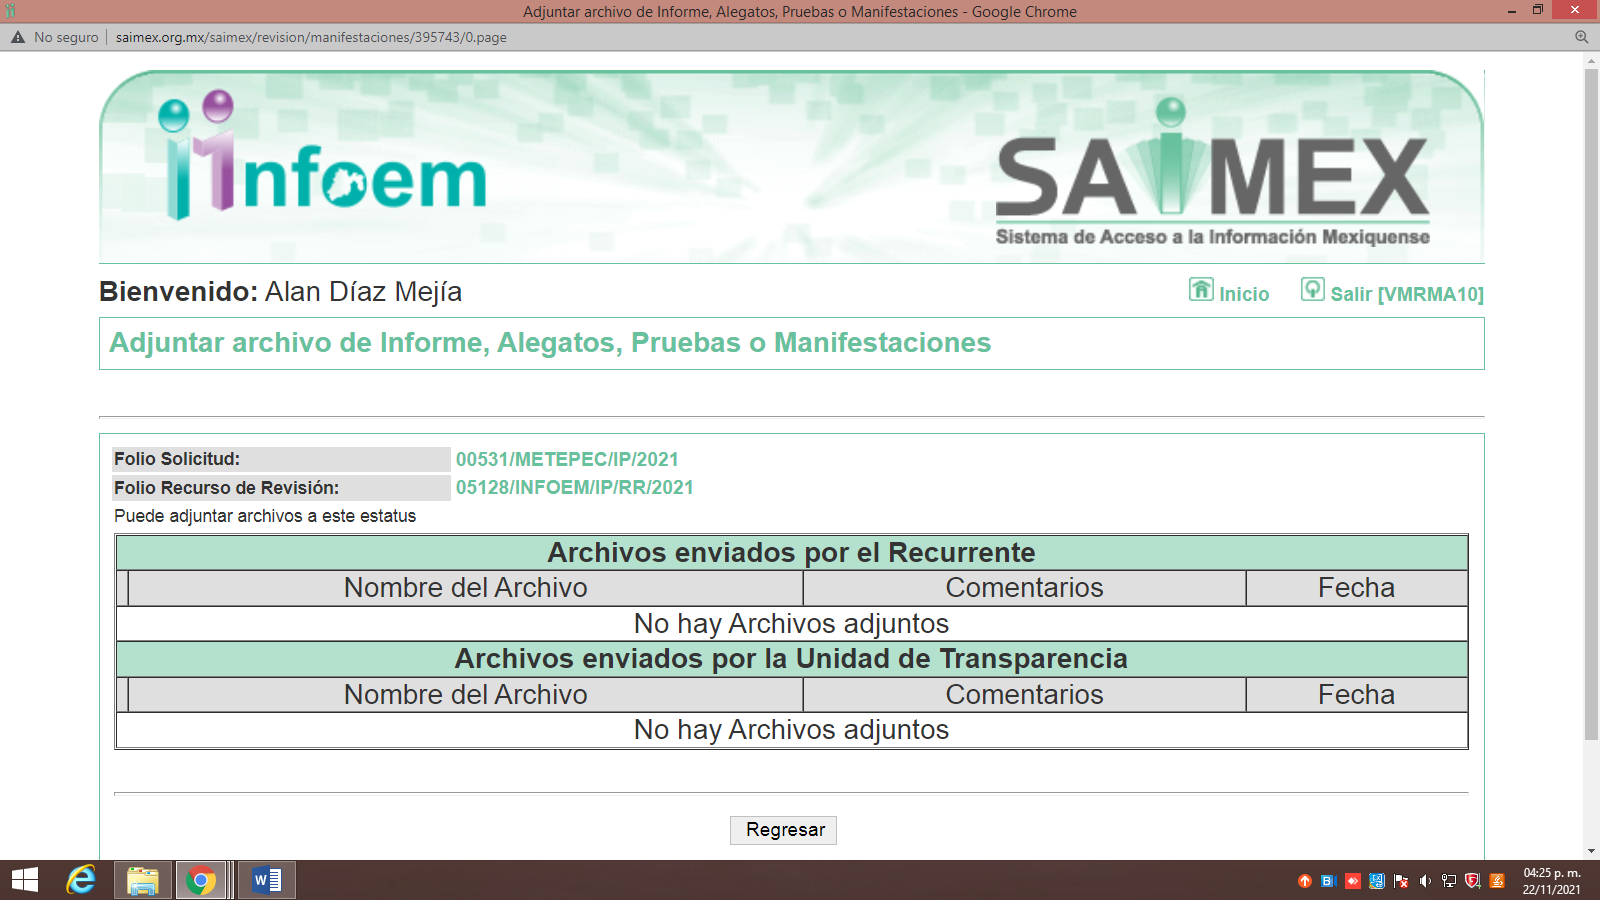 Adjuntar archivo de Informe, Alegatos, Pruebas o Manifestaciones - Google Chrome
No seguro | saimex.org.mx/saimex/revision/manifestaciones/395743/0.page
infoem
SAIMEX
Sistema de Acceso a la Información Mexiquense
Bienvenido: Alan Díaz Mejía
Inicio
Salir [VMRMA10]
Adjuntar archivo de Informe, Alegatos, Pruebas o Manifestaciones
Folio Solicitud: 00531/METEPEC/IP/2021
Folio Recurso de Revisión: 05128/INFOEM/IP/RR/2021
Puede adjuntar archivos a este estatus
Archivos enviados por el Recurrente
Nombre del Archivo Comentarios Fecha
No hay Archivos adjuntos
Archivos enviados por la Unidad de Transparencia
Nombre del Archivo Comentarios Fecha
No hay Archivos adjuntos
Regresar
04:25 p. m.
22/11/2021